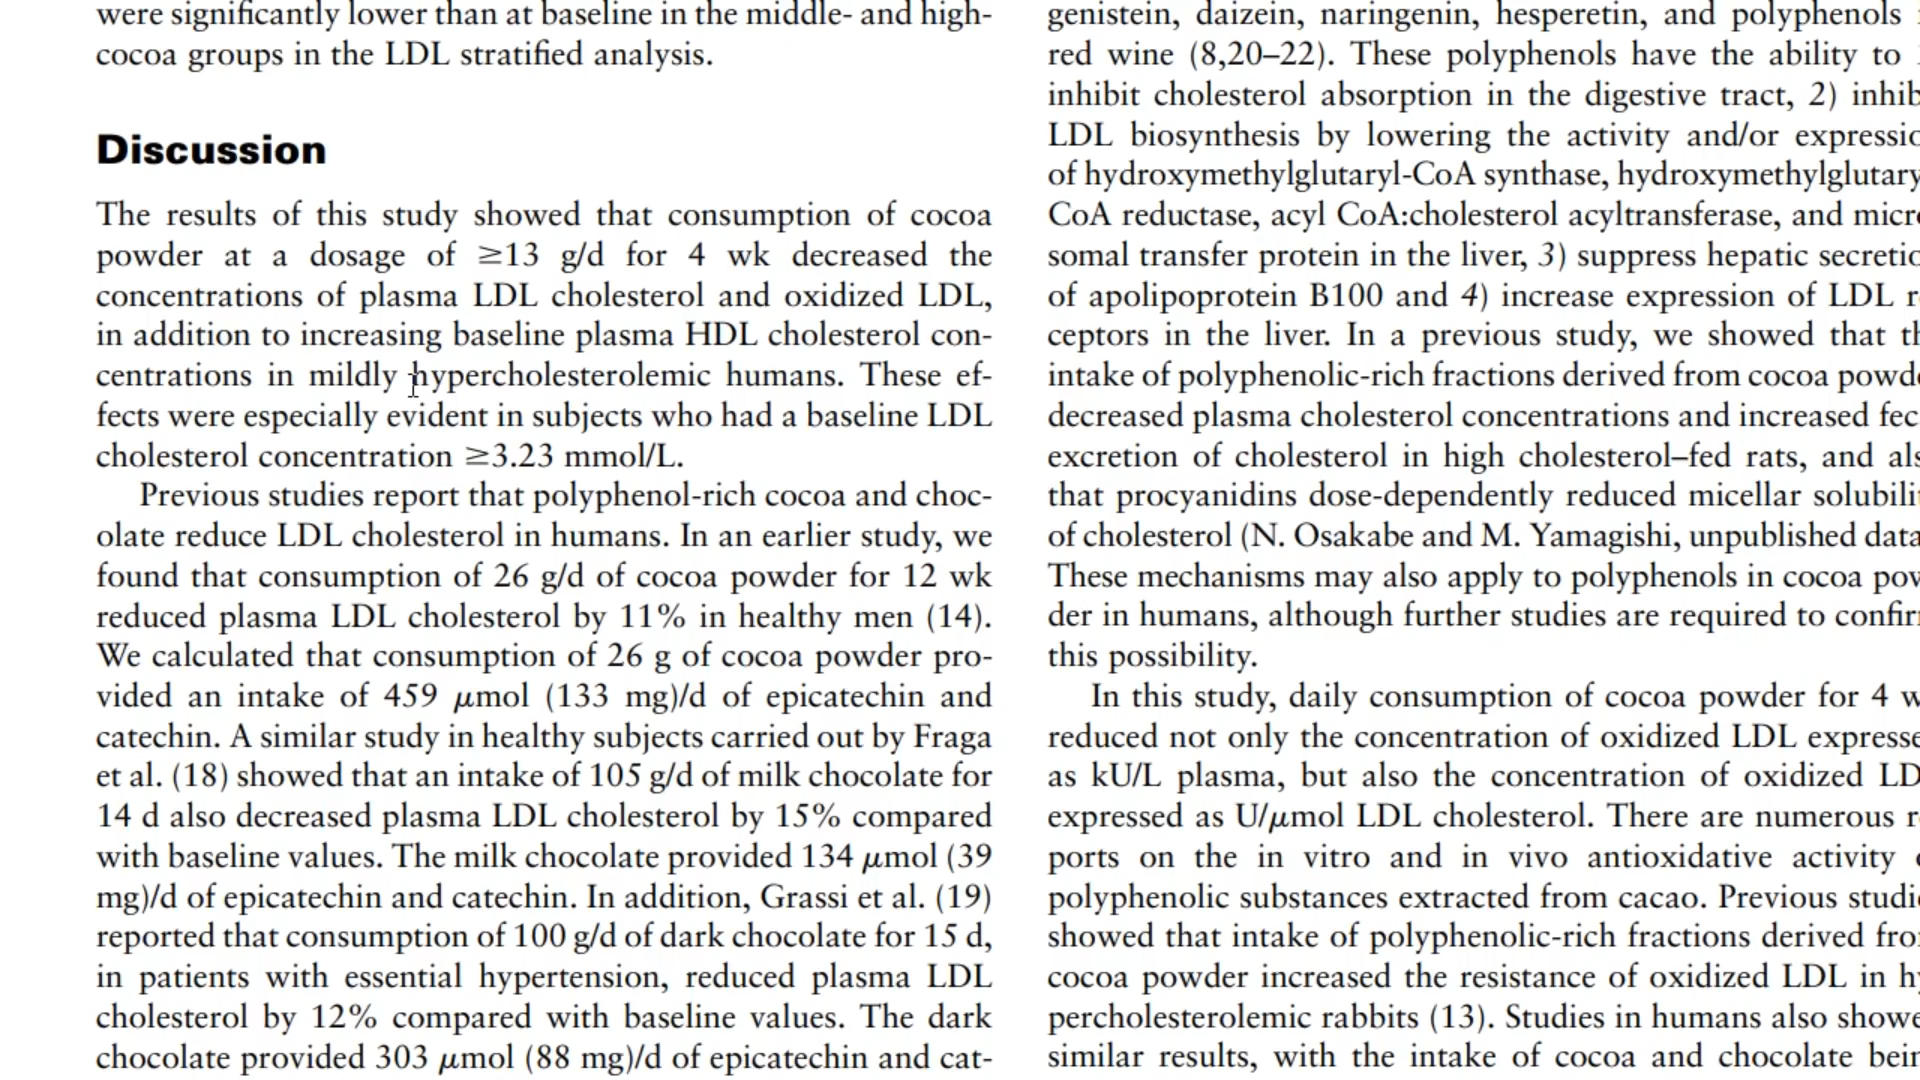 were significantly lower than at baseline in the middle- and high-
cocoa groups in the LDL stratified analysis.
Discussion
The results of this study showed that consumption of cocoa
powder at a dosage of ≥13 g/d for 4 wk decreased the
concentrations of plasma LDL cholesterol and oxidized LDL,
in addition to increasing baseline plasma HDL cholesterol con-
centrations in mildly hypercholesterolemic humans. These ef-
fects were especially evident in subjects who had a baseline LDL
cholesterol concentration ≥3.23 mmol/L.
Previous studies report that polyphenol-rich cocoa and choc-
olate reduce LDL cholesterol in humans. In an earlier study, we
found that consumption of 26 g/d of cocoa powder for 12 wk
reduced plasma LDL cholesterol by 11% in healthy men (14).
We calculated that consumption of 26 g of cocoa powder pro-
vided an intake of 459 μmol (133 mg)/d of epicatechin and
catechin. A similar study in healthy subjects carried out by Fraga
et al. (18) showed that an intake of 105 g/d of milk chocolate for
14 d also decreased plasma LDL cholesterol by 15% compared
with baseline values. The milk chocolate provided 134 μmol (39
mg)/d of epicatechin and catechin. In addition, Grassi et al. (19)
reported that consumption of 100 g/d of dark chocolate for 15 d,
in patients with essential hypertension, reduced plasma LDL
cholesterol by 12% compared with baseline values. The dark
chocolate provided 303 μmol (88 mg)/d of epicatechin and cat-
genistein, daizein, naringenin, hesperetin, and polyphenols
red wine (8,20–22). These polyphenols have the ability to
inhibit cholesterol absorption in the digestive tract, 2) inhib
LDL biosynthesis by lowering the activity and/or expressio
of hydroxymethylglutaryl-CoA synthase, hydroxymethylglutary
CoA reductase, acyl CoA:cholesterol acyltransferase, and micro
somal transfer protein in the liver, 3) suppress hepatic secretio
of apolipoprotein B100 and 4) increase expression of LDL r
ceptors in the liver. In a previous study, we showed that th
intake of polyphenolic-rich fractions derived from cocoa powde
decreased plasma cholesterol concentrations and increased fec
excretion of cholesterol in high cholesterol–fed rats, and als
that procyanidins dose-dependently reduced micellar solubili
of cholesterol (N. Osakabe and M. Yamagishi, unpublished data
These mechanisms may also apply to polyphenols in cocoa pow
der in humans, although further studies are required to confir
this possibility.
In this study, daily consumption of cocoa powder for 4 w
reduced not only the concentration of oxidized LDL expresse
as kU/L plasma, but also the concentration of oxidized LD
expressed as U/μmol LDL cholesterol. There are numerous r
ports on the in vitro and in vivo antioxidative activity
polyphenolic substances extracted from cacao. Previous studie
showed that intake of polyphenolic-rich fractions derived fro
cocoa powder increased the resistance of oxidized LDL in hy
percholesterolemic rabbits (13). Studies in humans also showe
similar results, with the intake of cocoa and chocolate bein